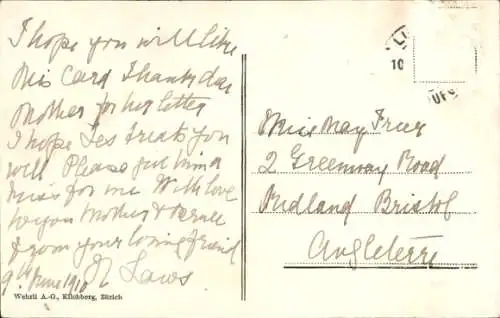 I hope you will like
this Card Thank dear
Mother for her letter
I hope Les treats you
well Please give him a
kiss for me With love
to you Mother &
from your loving friend
9th June 1910 N Laws
Wehrli A.-G., Kilchberg, Zürich
10
Miss May Frier
2 Greenway Road
Redland Bristol
Angleterre